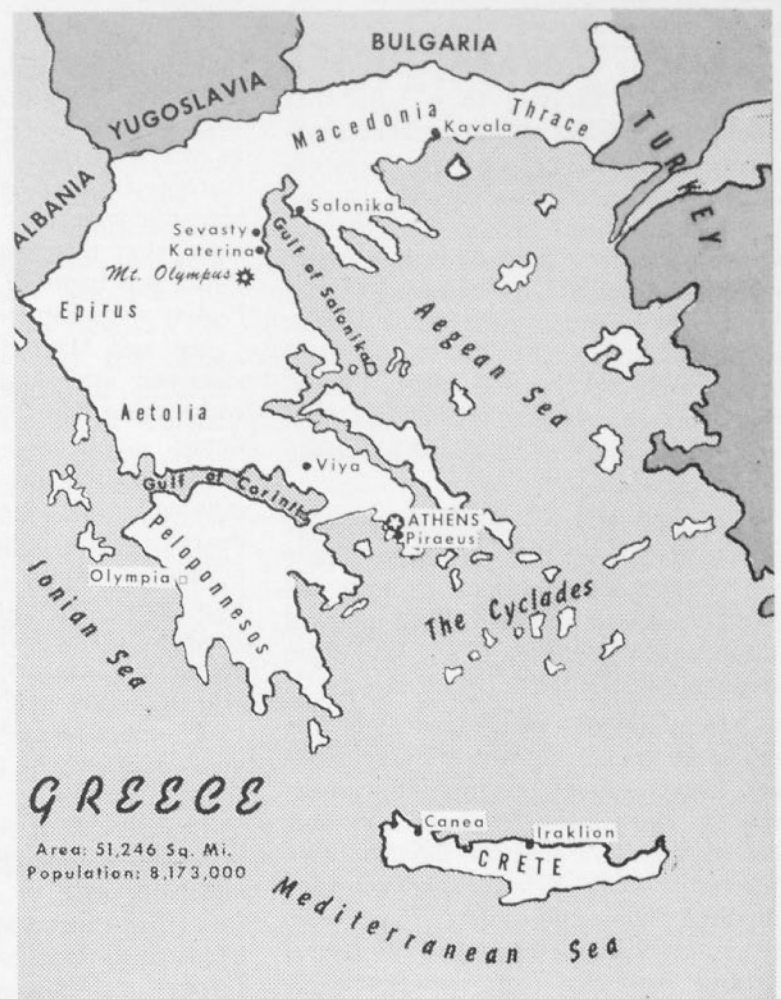 BULGARIA
YUGOSLAVIA
ALBANIA
TURKEY
Macedonia
Thrace
Kavala
Salonika
Sevasty
Katerina
Mt. Olympus
Gulf of Salonika
Epirus
Aegean Sea
Aetolia
Viya
Gulf of Corinth
ATHENS
Piraeus
Peloponnesos
Olympia
Ionian Sea
The Cyclades
GREECE
Area: 51,246 Sq. Mi.
Population: 8,173,000
Canea
Iraklion
CRETE
Mediterranean Sea